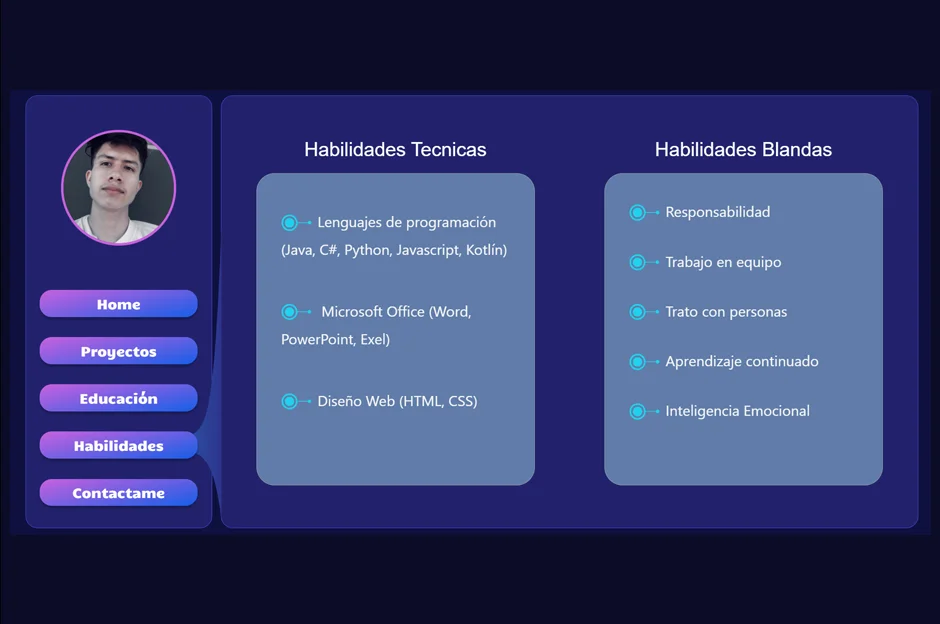 Home
Proyectos
Educación
Habilidades
Contactame
Habilidades Tecnicas
Lenguajes de programación
(Java, C#, Python, Javascript, Kotlín)
Microsoft Office (Word,
PowerPoint, Exel)
Diseño Web (HTML, CSS)
Habilidades Blandas
Responsabilidad
Trabajo en equipo
Trato con personas
Aprendizaje continuado
Inteligencia Emocional